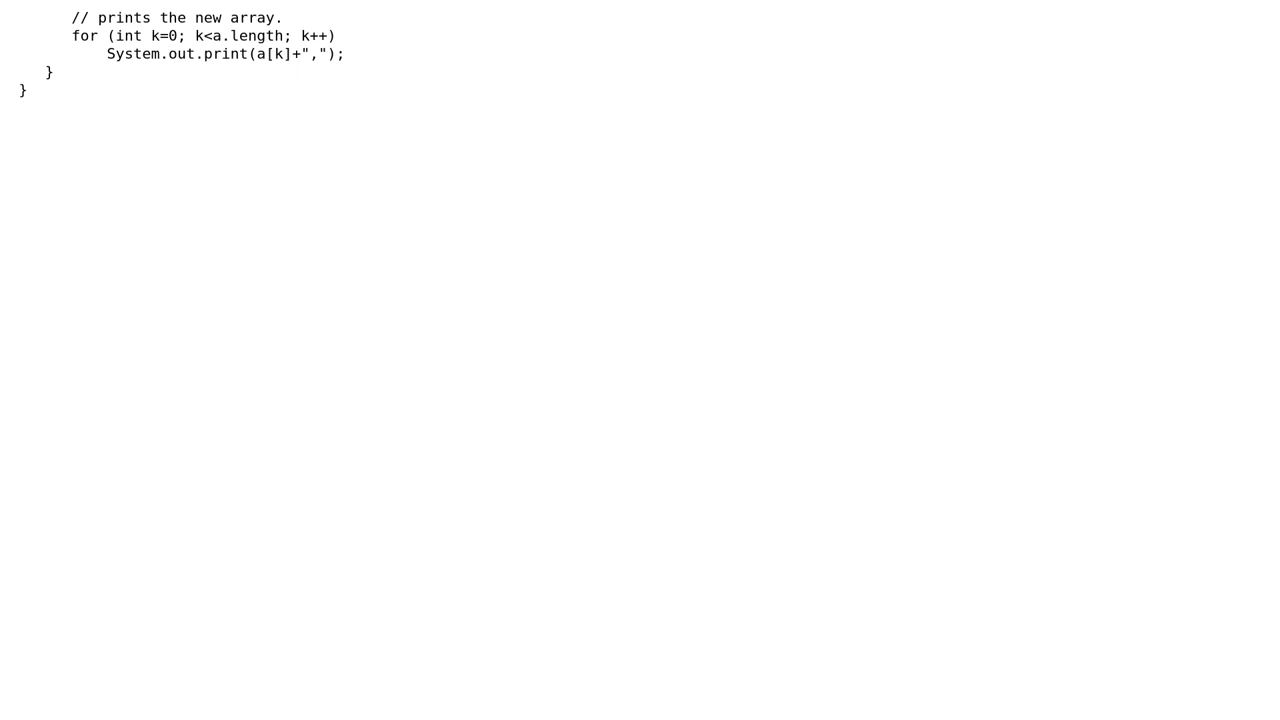 // prints the new array.
for (int k=0; k<a.length; k++)
System.out.print(a[k]+",");
}
}